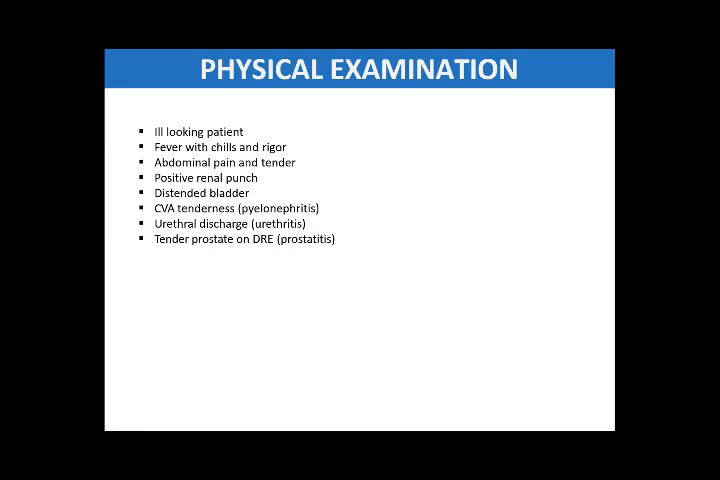 PHYSICAL EXAMINATION
▪ Ill looking patient
▪ Fever with chills and rigor
▪ Abdominal pain and tender
▪ Positive renal punch
▪ Distended bladder
▪ CVA tenderness (pyelonephritis)
▪ Urethral discharge (urethritis)
▪ Tender prostate on DRE (prostatitis)